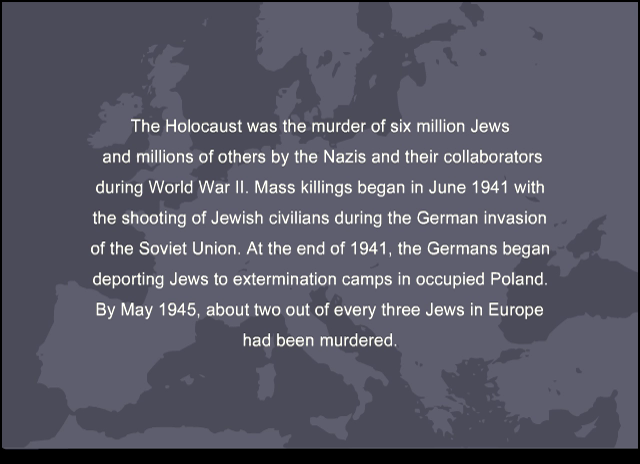 The Holocaust was the murder of six million Jews
and millions of others by the Nazis and their collaborators
during World War II. Mass killings began in June 1941 with
the shooting of Jewish civilians during the German invasion
of the Soviet Union. At the end of 1941, the Germans began
deporting Jews to extermination camps in occupied Poland.
By May 1945, about two out of every three Jews in Europe
had been murdered.